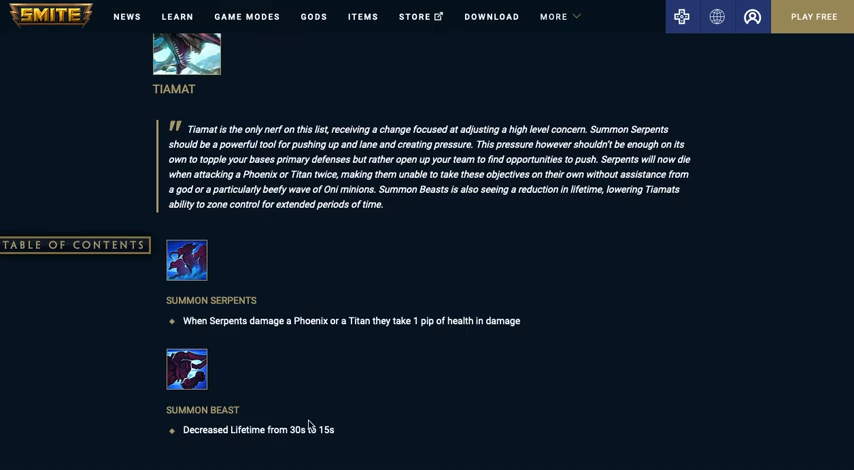 SMITE
NEWS LEARN GAME MODES GODS ITEMS STORE DOWNLOAD MORE PLAY FREE
TIAMAT
" Tiamat is the only nerf on this list, receiving a change focused at adjusting a high level concern. Summon Serpents
should be a powerful tool for pushing up and lane and creating pressure. This pressure however shouldn't be enough on its
own to topple your bases primary defenses but rather open up your team to find opportunities to push. Serpents will now die
when attacking a Phoenix or Titan twice, making them unable to take these objectives on their own without assistance from
a god or a particularly beefy wave of Oni minions. Summon Beasts is also seeing a reduction in lifetime, lowering Tiamats
ability to zone control for extended periods of time.
TABLE OF CONTENTS
SUMMON SERPENTS
When Serpents damage a Phoenix or a Titan they take 1 pip of health in damage
SUMMON BEAST
Decreased Lifetime from 30s to 15s